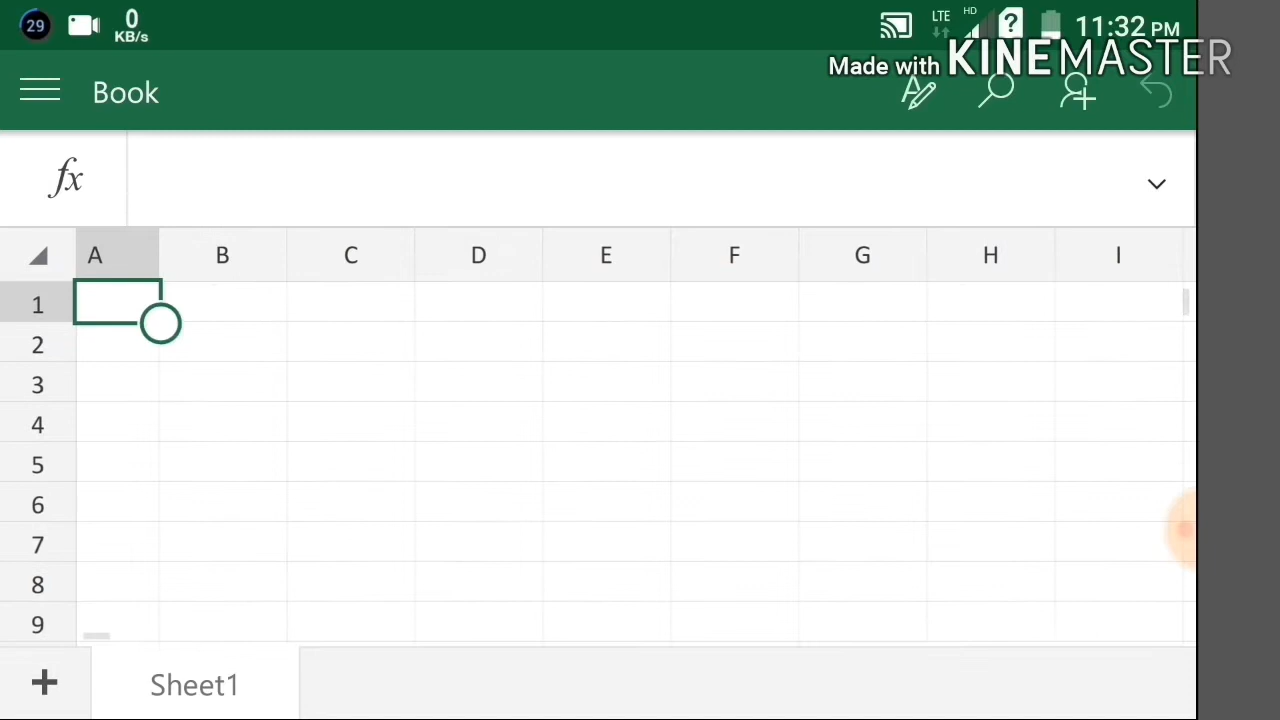 29 0 KB/s LTE HD ? 11:32 PM
Made with KINEMASTER
Book
fx
A B C D E F G H I
1
2
3
4
5
6
7
8
9
+ Sheet1